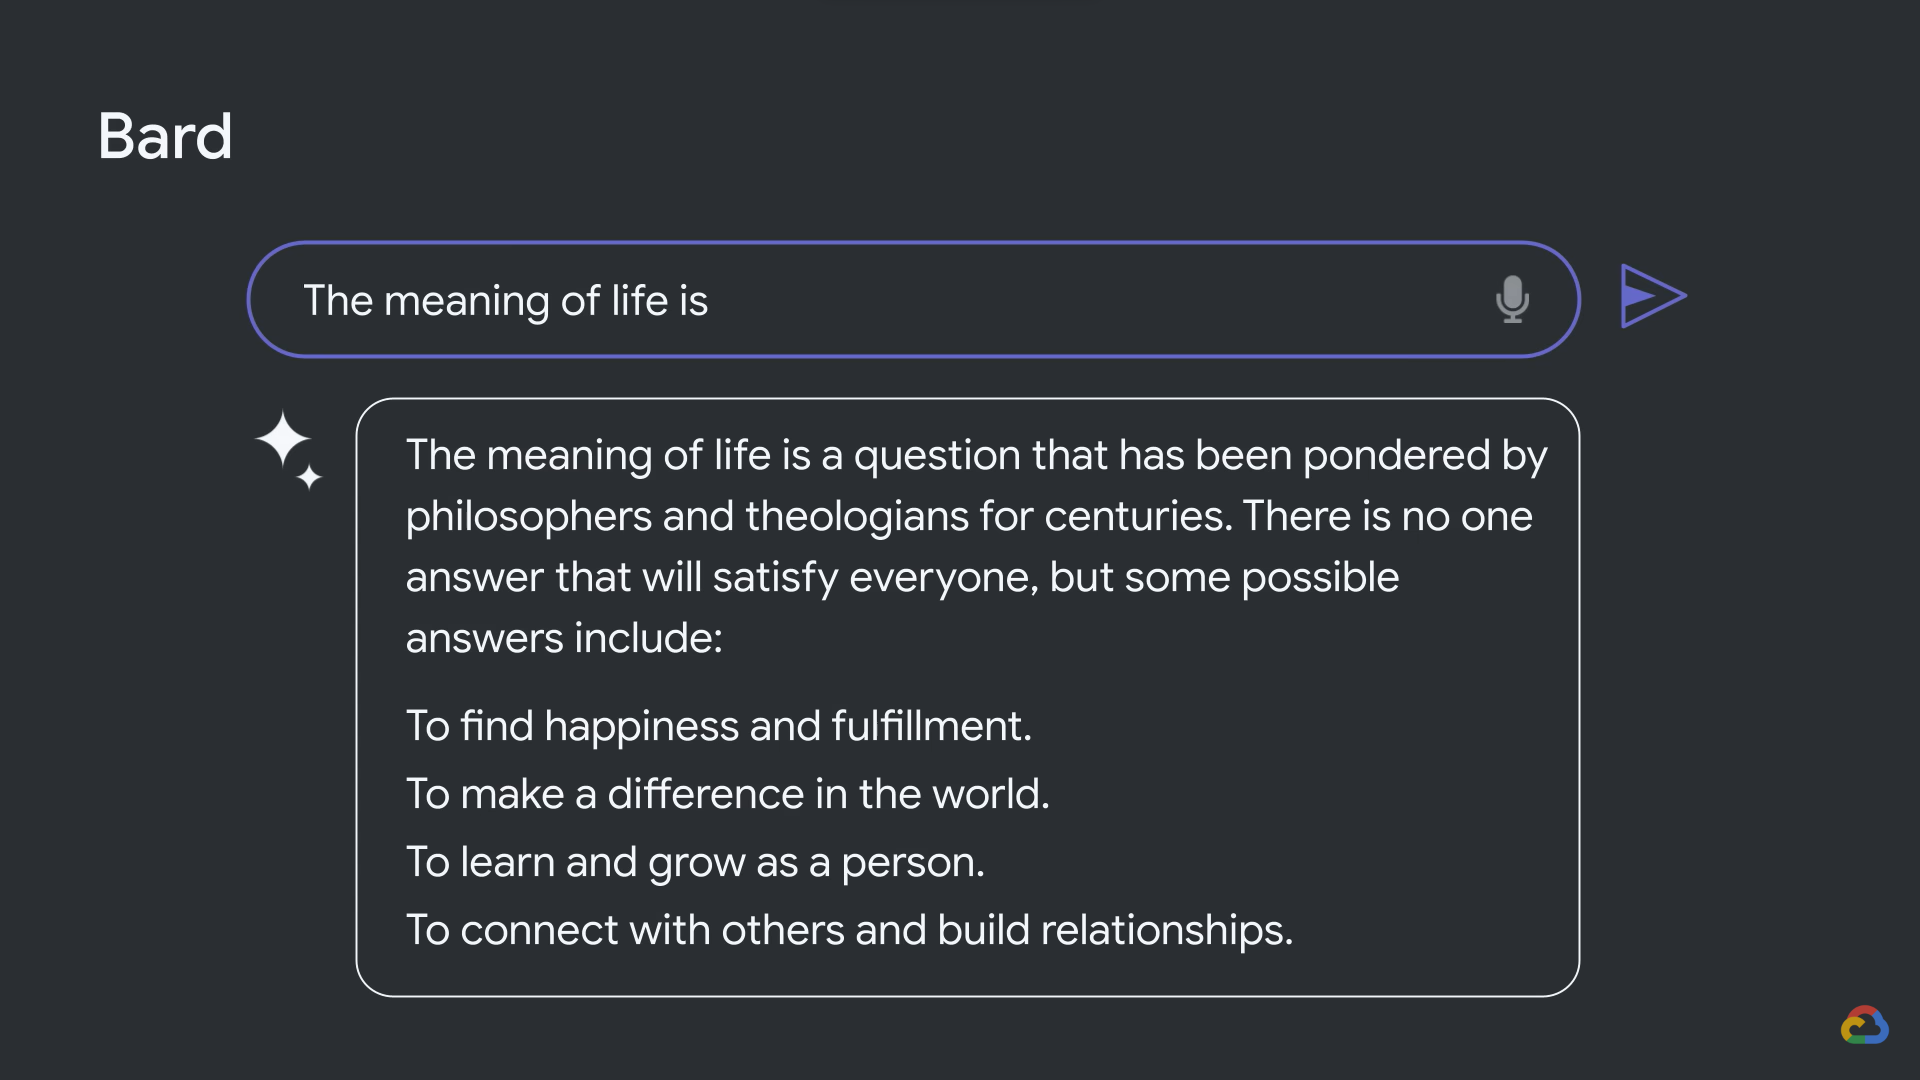 Bard
The meaning of life is
The meaning of life is a question that has been pondered by
philosophers and theologians for centuries. There is no one
answer that will satisfy everyone, but some possible
answers include:
To find happiness and fulfillment.
To make a difference in the world.
To learn and grow as a person.
To connect with others and build relationships.